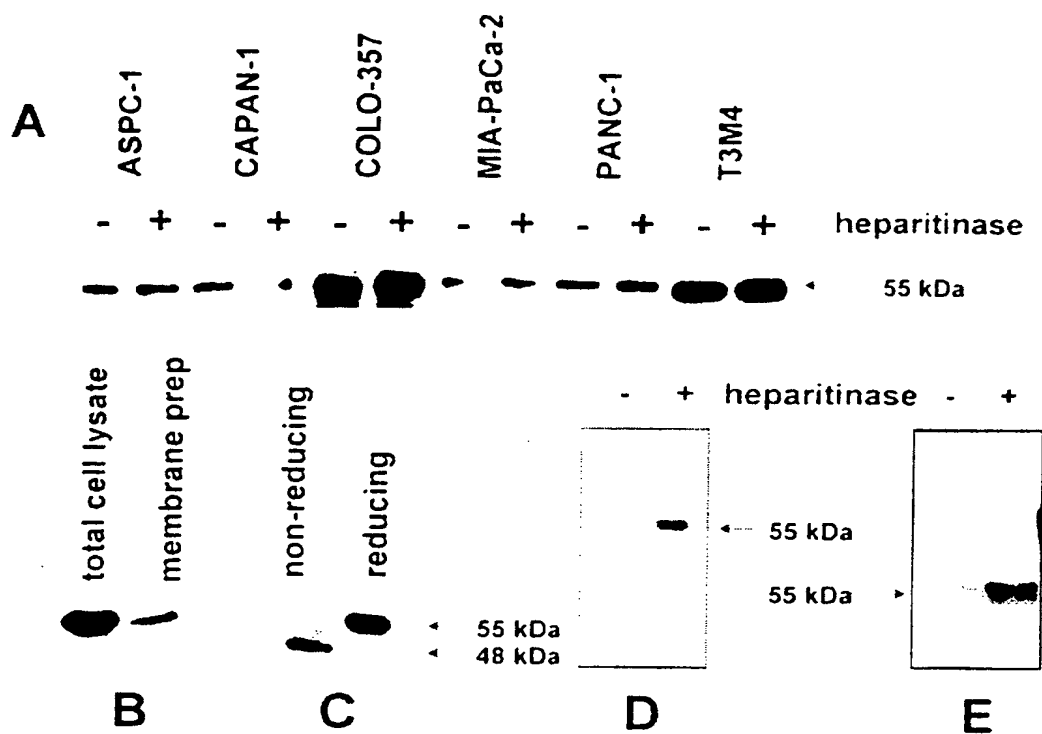 A
ASPC-1
CAPAN-1
COLO-357
MIA-PaCa-2
PANC-1
T3M4
- + - + - + - + - + - + heparitinase
55 kDa
total cell lysate
membrane prep
non-reducing
reducing
55 kDa
48 kDa
- + heparitinase - +
55 kDa
55 kDa
B C D E